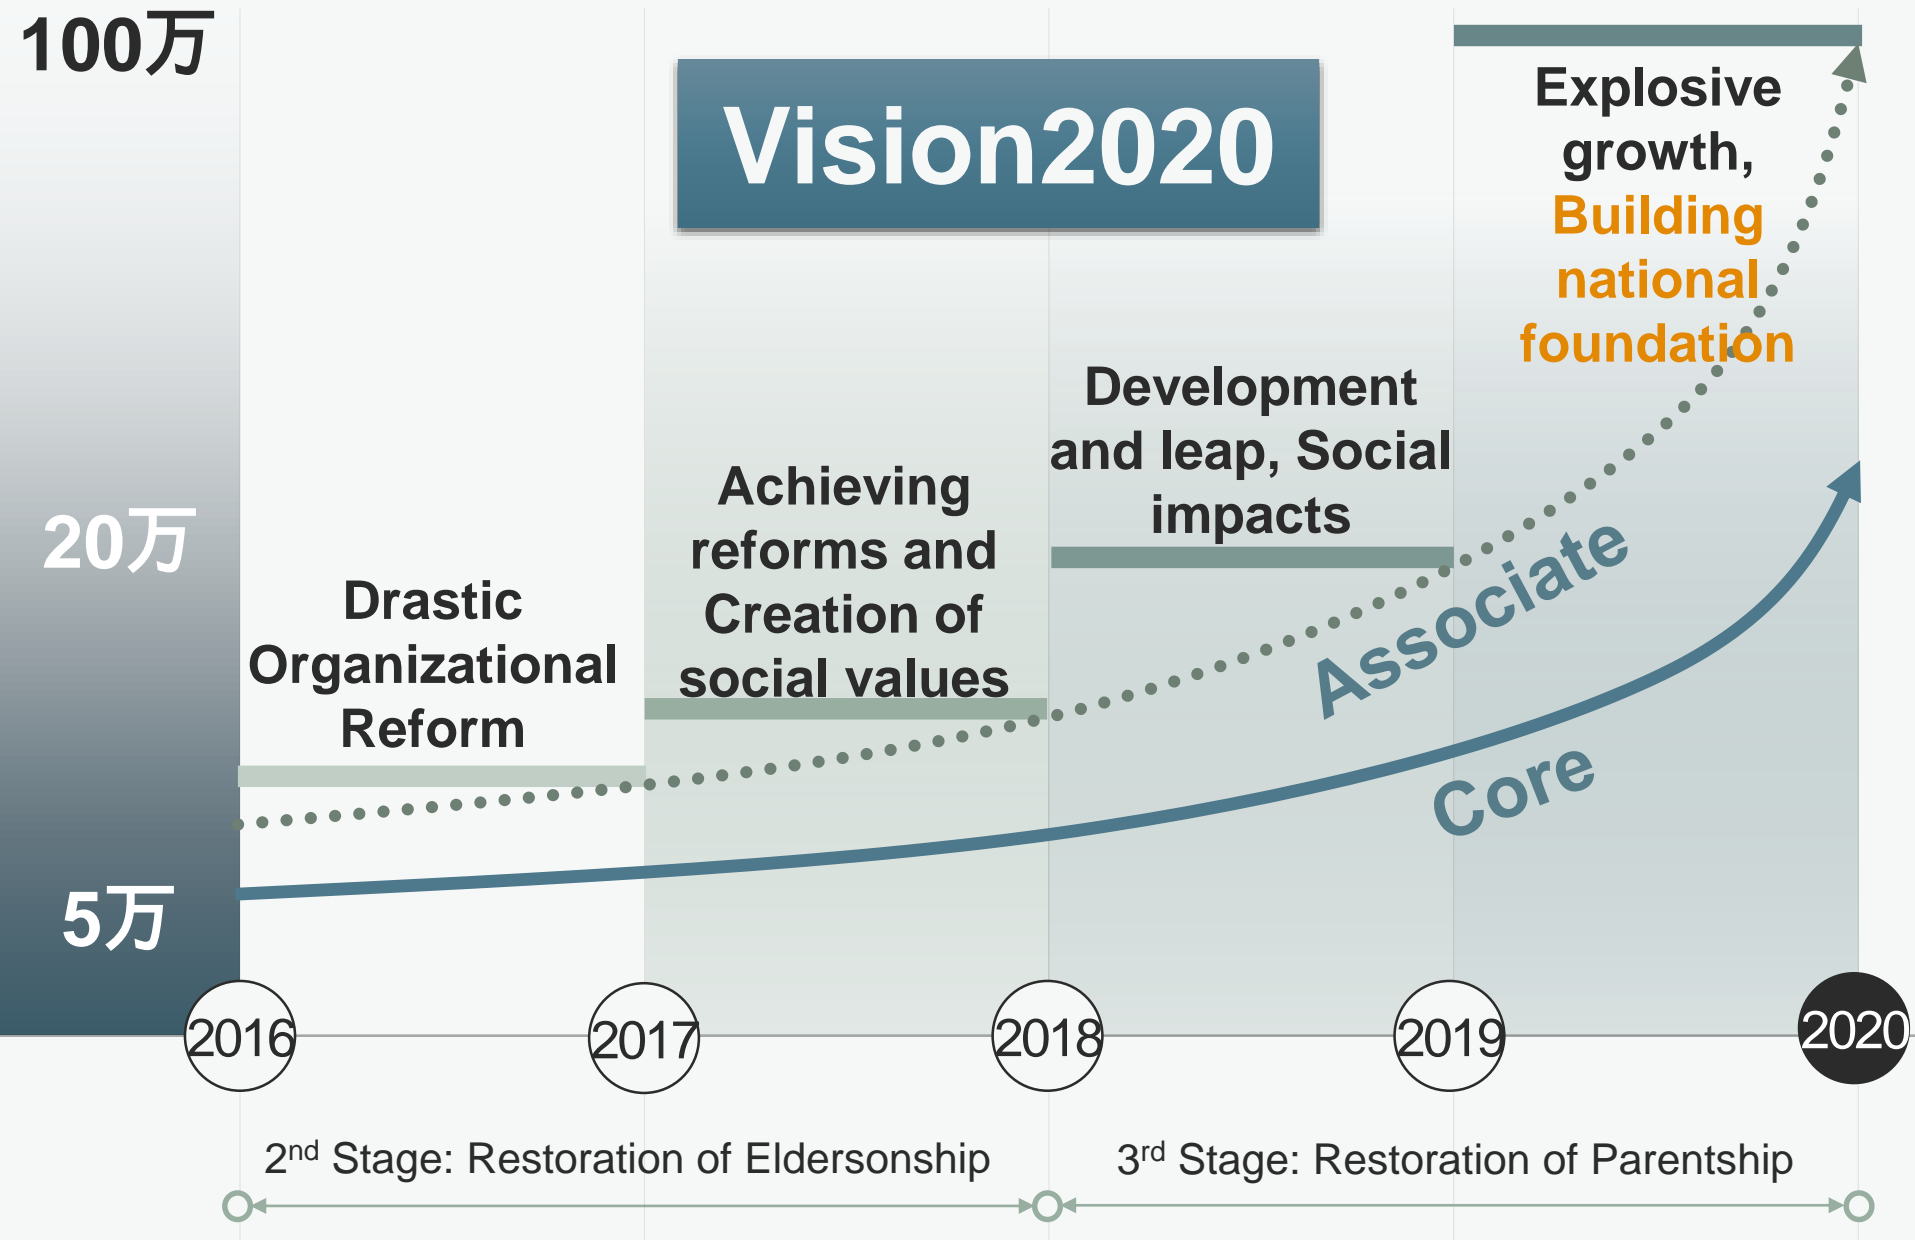 100万
20万
5万
Vision2020
Drastic
Organizational
Reform
Achieving
reforms and
Creation of
social values
Development
and leap, Social
impacts
Explosive
growth,
Building
national
foundation
Associate
Core
2016
2017
2018
2019
2020
2nd Stage: Restoration of Eldersonship
3rd Stage: Restoration of Parentship